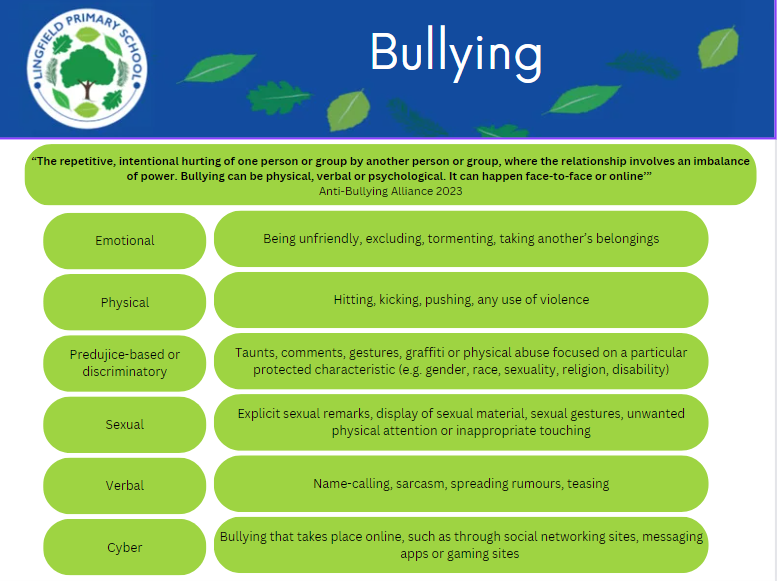 LINGFIELD PRIMARY SCHOOL
Bullying
“The repetitive, intentional hurting of one person or group by another person or group, where the relationship involves an imbalance
of power. Bullying can be physical, verbal or psychological. It can happen face-to-face or online’”
Anti-Bullying Alliance 2023
Emotional
Being unfriendly, excluding, tormenting, taking another’s belongings
Physical
Hitting, kicking, pushing, any use of violence
Predujice-based or
discriminatory
Taunts, comments, gestures, graffiti or physical abuse focused on a particular
protected characteristic (e.g. gender, race, sexuality, religion, disability)
Sexual
Explicit sexual remarks, display of sexual material, sexual gestures, unwanted
physical attention or inappropriate touching
Verbal
Name-calling, sarcasm, spreading rumours, teasing
Cyber
Bullying that takes place online, such as through social networking sites, messaging
apps or gaming sites